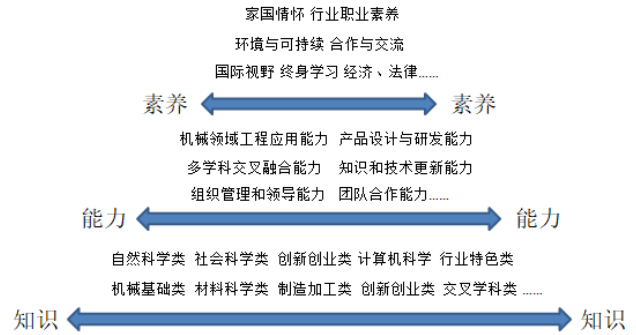 家国情怀 行业职业素养
环境与可持续 合作与交流
国际视野 终身学习 经济、法律......
素养 素养
机械领域工程应用能力 产品设计与研发能力
多学科交叉融合能力 知识和技术更新能力
组织管理和领导能力 团队合作能力......
能力 能力
自然科学类 社会科学类 创新创业类 计算机科学 行业特色类
机械基础类 材料科学类 制造加工类 创新创业类 交叉学科类 ......
知识 知识